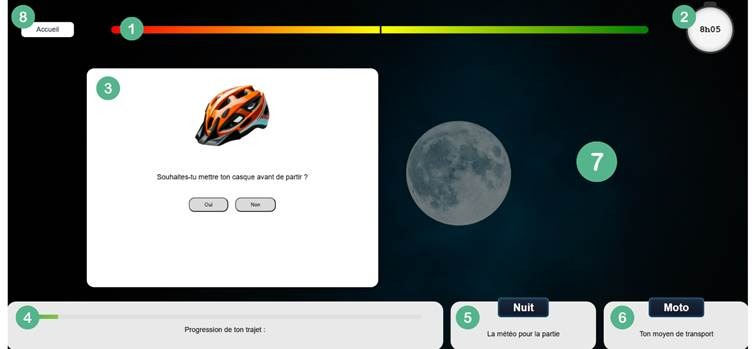 8
Accueil
1
2
8h05
3
Souhaites-tu mettre ton casque avant de partir ?
Oui
Non
7
4
Progression de ton trajet :
5
Nuit
La météo pour la partie
6
Moto
Ton moyen de transport